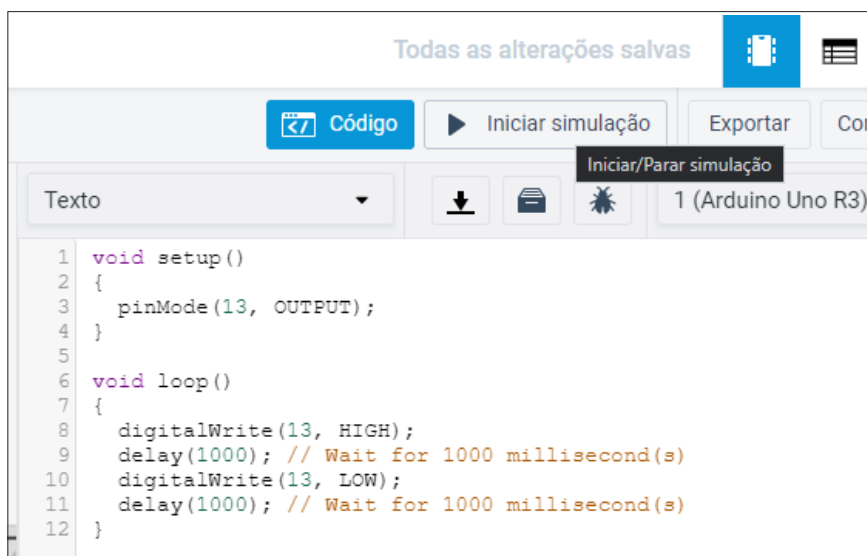 Todas as alterações salvas
Código
Iniciar simulação
Exportar
Iniciar/Parar simulação
Texto
1 (Arduino Uno R3)
1 void setup()
2 {
3   pinMode(13, OUTPUT);
4 }
5
6 void loop()
7 {
8   digitalWrite(13, HIGH);
9   delay(1000); // Wait for 1000 millisecond(s)
10   digitalWrite(13, LOW);
11   delay(1000); // Wait for 1000 millisecond(s)
12 }